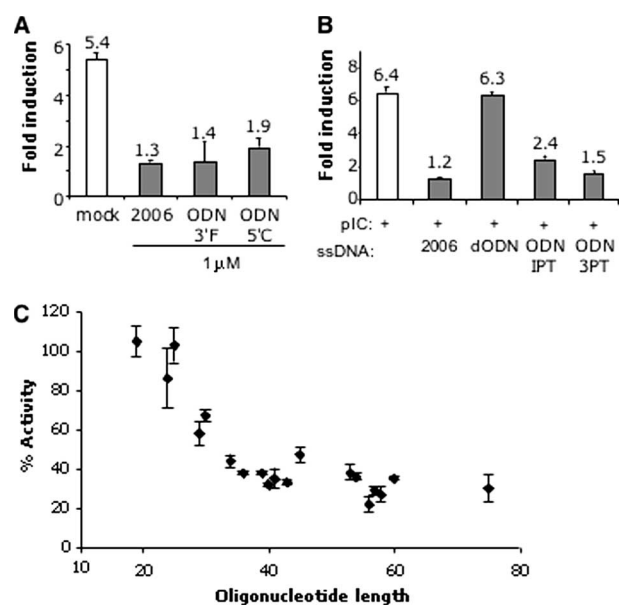 A
Fold induction
6
4
2
0
5.4
1.3
1.4
1.9
mock
2006
ODN 3'F
ODN 5'C
1 µM
B
Fold induction
8
6
4
2
0
6.4
1.2
6.3
2.4
1.5
pIC: + + + + +
ssDNA: 2006 dODN ODN IPT ODN 3PT
C
% Activity
120
100
80
60
40
20
0
10 20 40 60 80
Oligonucleotide length